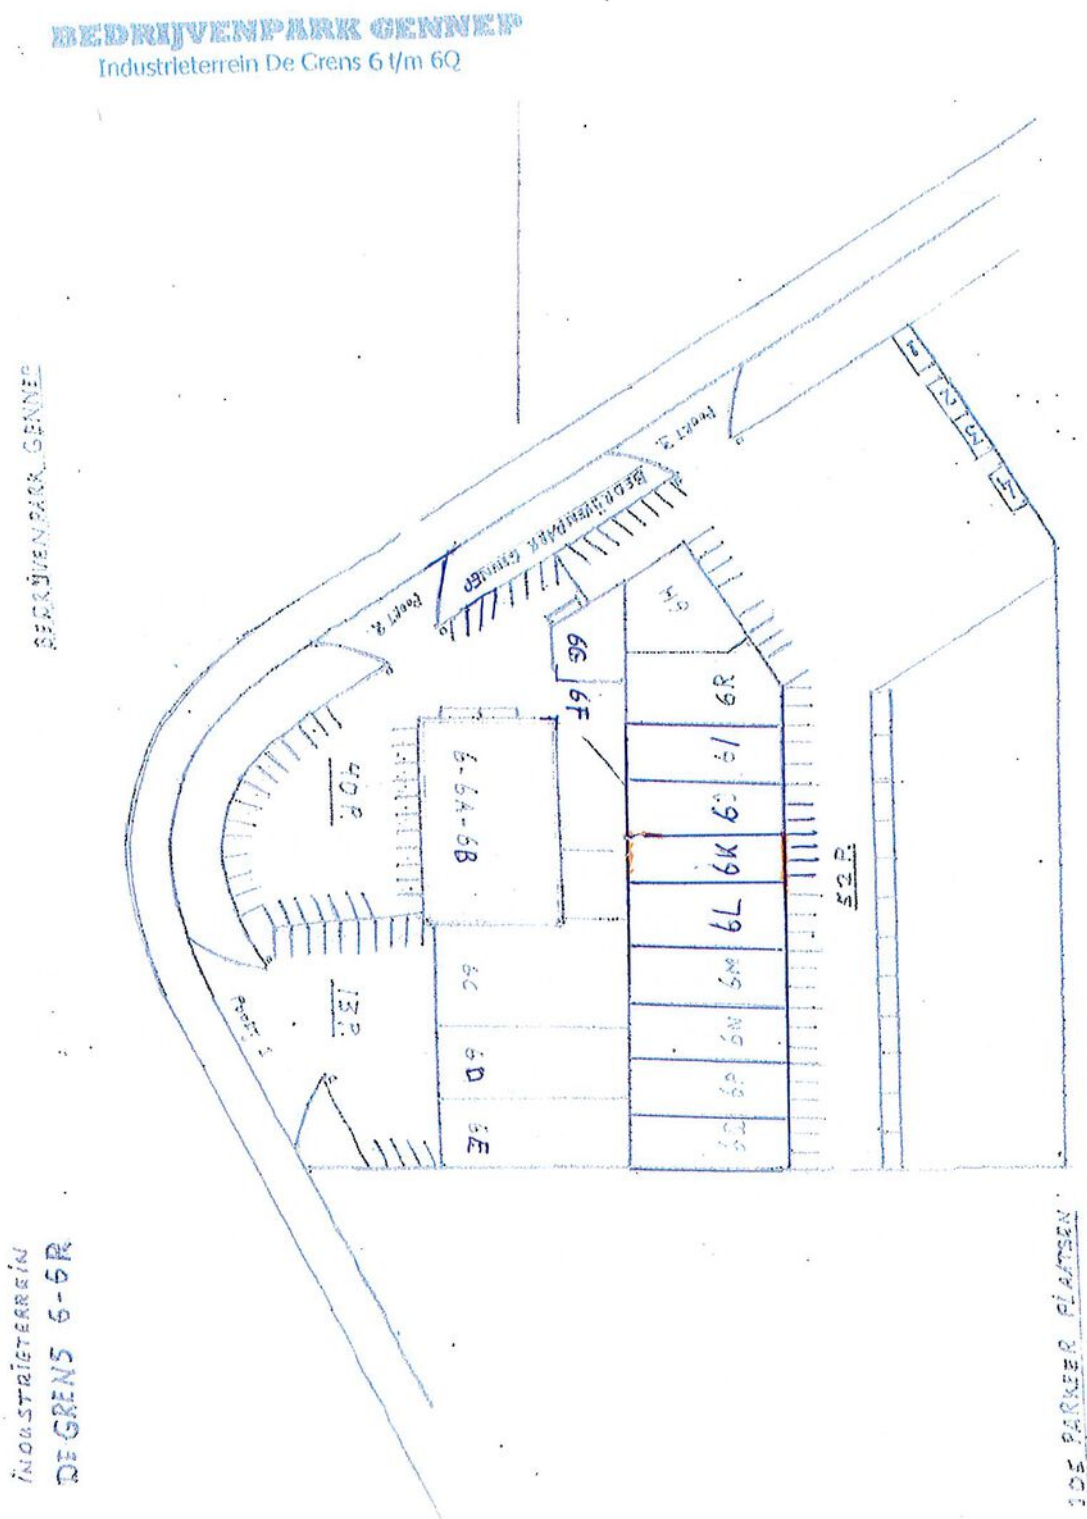 BEDRIJVENPARK GENNEP
Industrieterrein De Grens 6 t/m 6Q
BEDRIJVENPARK GENNEP
INDUSTRIETERREIN
DE GRENS 6-6R
105 PARKEER PLAATSEN
POORT 3.
BEDRIJVENPARK GENNEP
POORT 2.
POORT 1
1
2
3
4
6H
6G
6F
6R
6I
6J
6K
6L
6M
6N
6P
6Q
6-6A-6B
6C
6D
6E
40P.
13P.
52P.